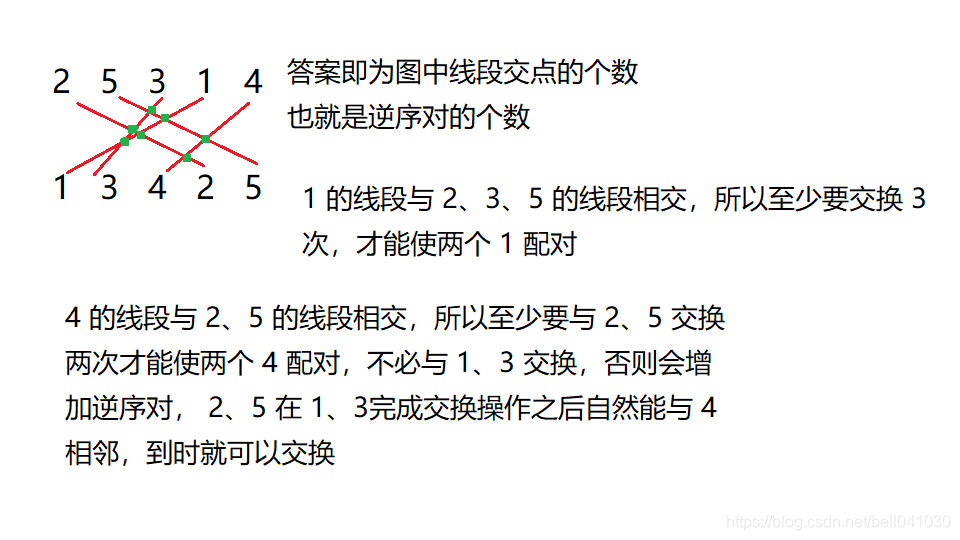 2 5 3 1 4
答案即为图中线段交点的个数
也就是逆序对的个数
1 3 4 2 5
1 的线段与 2、3、5 的线段相交，所以至少要交换 3
次，才能使两个 1 配对
4 的线段与 2、5 的线段相交，所以至少要与 2、5 交换
两次才能使两个 4 配对，不必与 1、3 交换，否则会增
加逆序对， 2、5 在 1、3完成交换操作之后自然能与 4
相邻，到时就可以交换
https://blog.csdn.net/bell041030